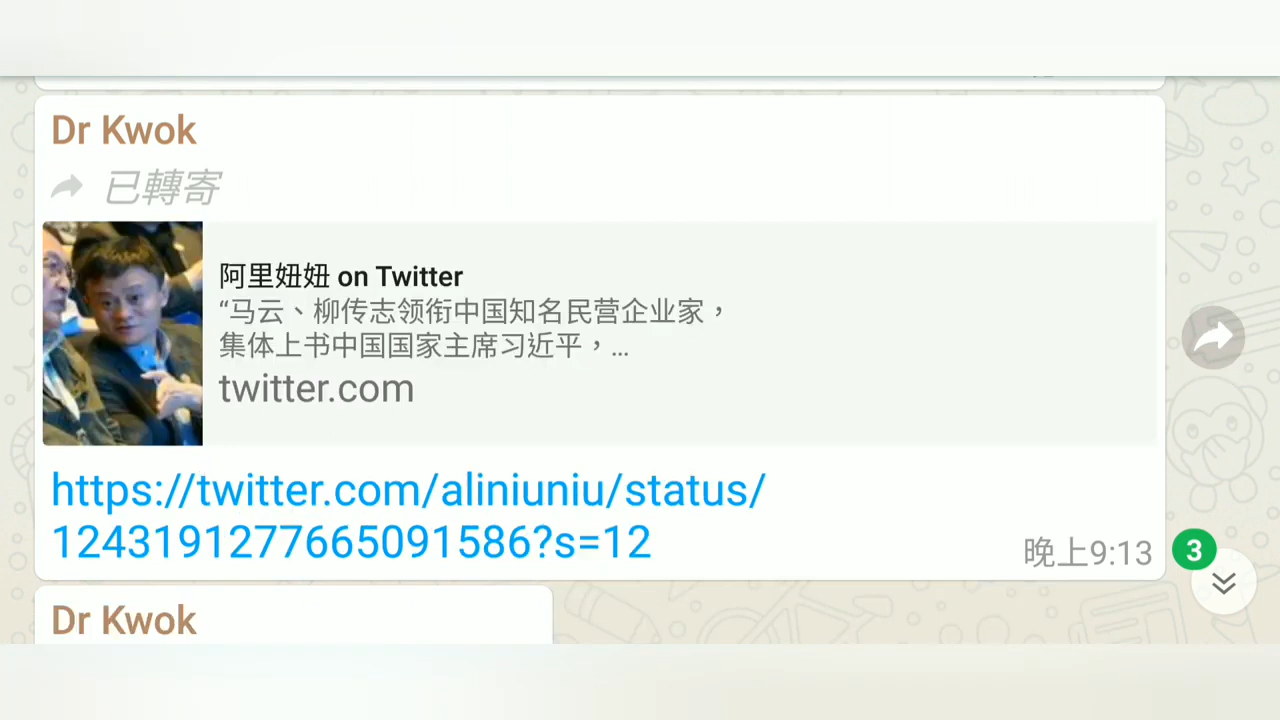 Dr Kwok
已轉寄
阿里妞妞 on Twitter
“马云、柳传志领衔中国知名民营企业家，
集体上书中国国家主席习近平，...
twitter.com
https://twitter.com/aliniuniu/status/
1243191277665091586?s=12
晚上9:13
3
Dr Kwok